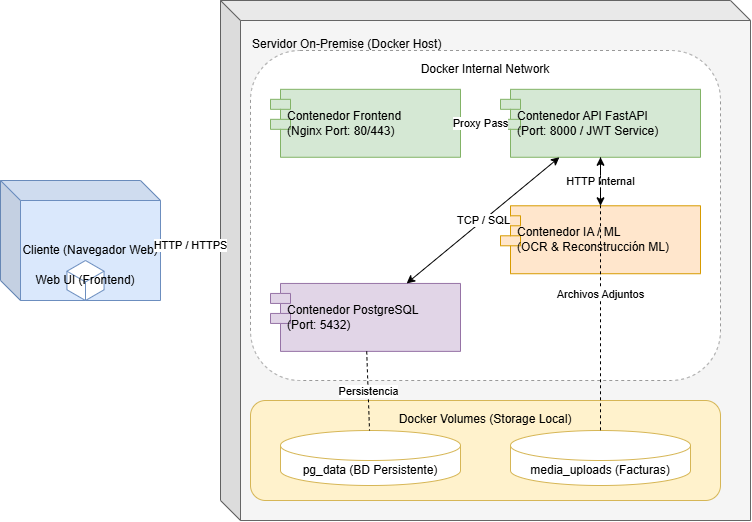 Servidor On-Premise (Docker Host)
Docker Internal Network
Contenedor Frontend
(Nginx Port: 80/443)
Proxy Pass
Contenedor API FastAPI
(Port: 8000 / JWT Service)
HTTP Internal
TCP / SQL
Contenedor IA / ML
(OCR & Reconstrucción ML)
HTTP / HTTPS
Cliente (Navegador Web)
Web UI (Frontend)
Archivos Adjuntos
Contenedor PostgreSQL
(Port: 5432)
Persistencia
Docker Volumes (Storage Local)
pg_data (BD Persistente)
media_uploads (Facturas)